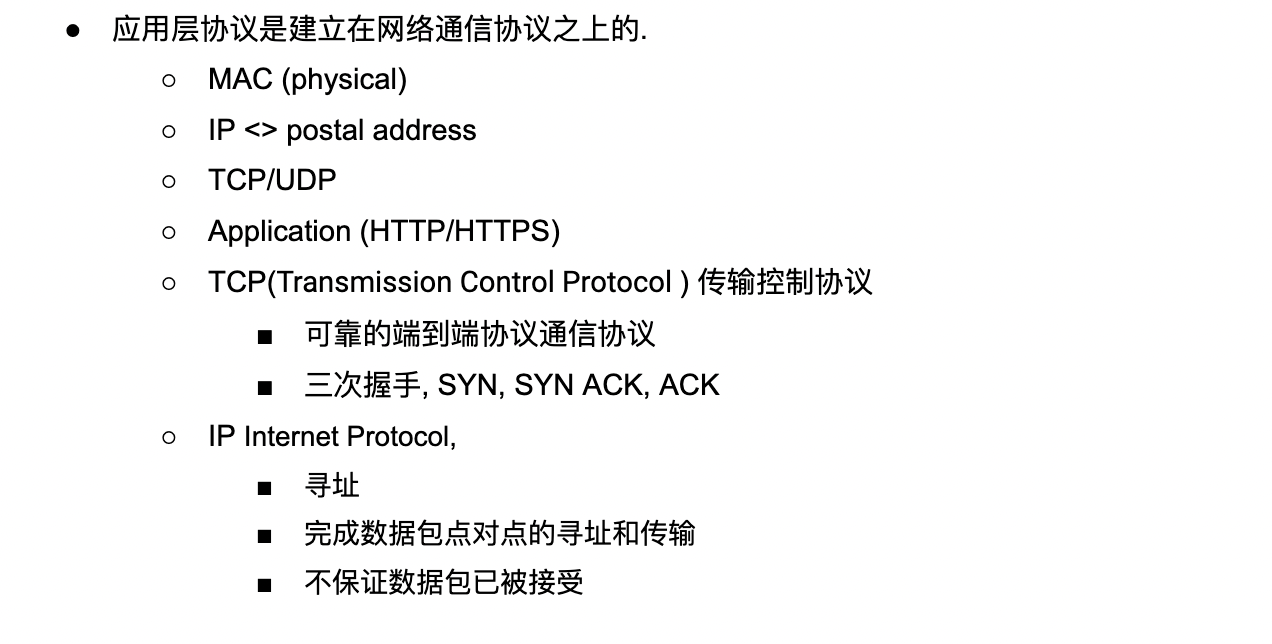 ● 应用层协议是建立在网络通信协议之上的.
○ MAC (physical)
○ IP <> postal address
○ TCP/UDP
○ Application (HTTP/HTTPS)
○ TCP(Transmission Control Protocol ) 传输控制协议
■ 可靠的端到端协议通信协议
■ 三次握手, SYN, SYN ACK, ACK
○ IP Internet Protocol,
■ 寻址
■ 完成数据包点对点的寻址和传输
■ 不保证数据包已被接受